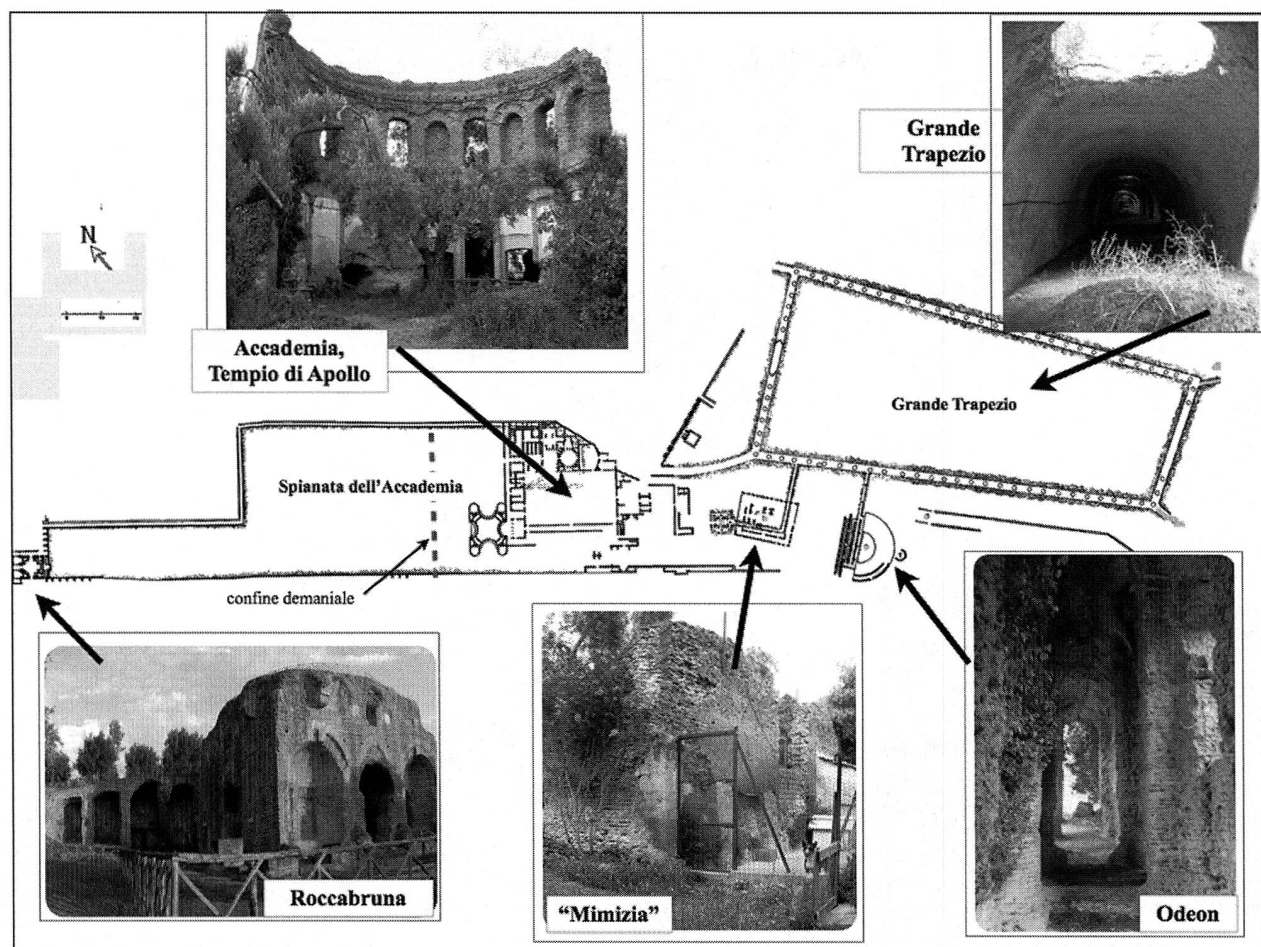 Grande
Trapezio
N
Accademia,
Tempio di Apollo
Grande Trapezio
Spianata dell'Accademia
confine demaniale
Roccabruna
“Mimizia”
Odeon